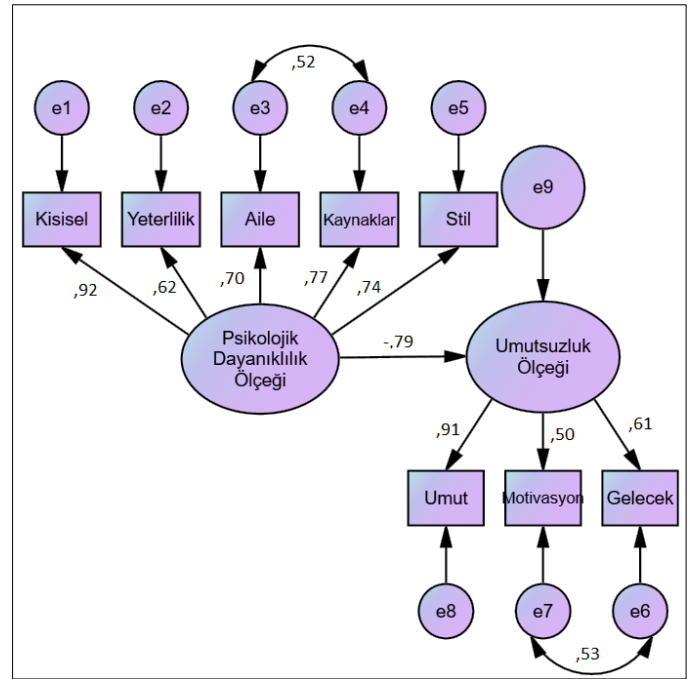 ,52
e1
e2
e3
e4
e5
e9
Kisisel
Yeterlilik
Aile
Kaynaklar
Stil
,92
,62
,70
,77
,74
Psikolojik
Dayanıklılık
Ölçeği
-,79
Umutsuzluk
Ölçeği
,91
,50
,61
Umut
Motivasyon
Gelecek
e8
e7
e6
,53